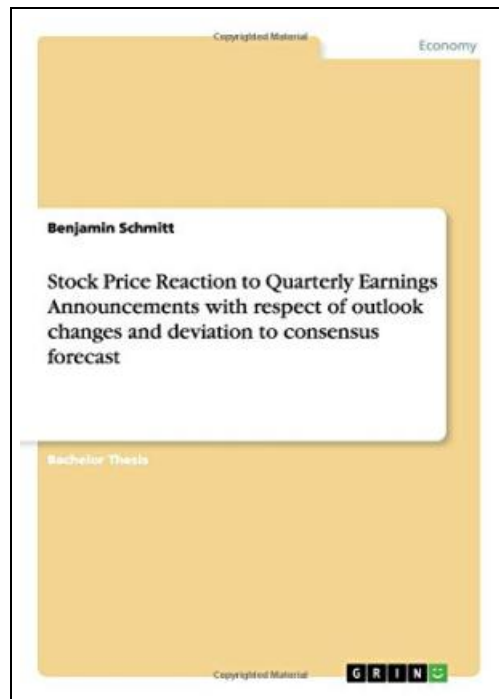 Copyrighted Material
Economy
Benjamin Schmitt
Stock Price Reaction to Quarterly Earnings
Announcements with respect of outlook
changes and deviation to consensus
forecast
Bachelor Thesis
Copyrighted Material
GRIN